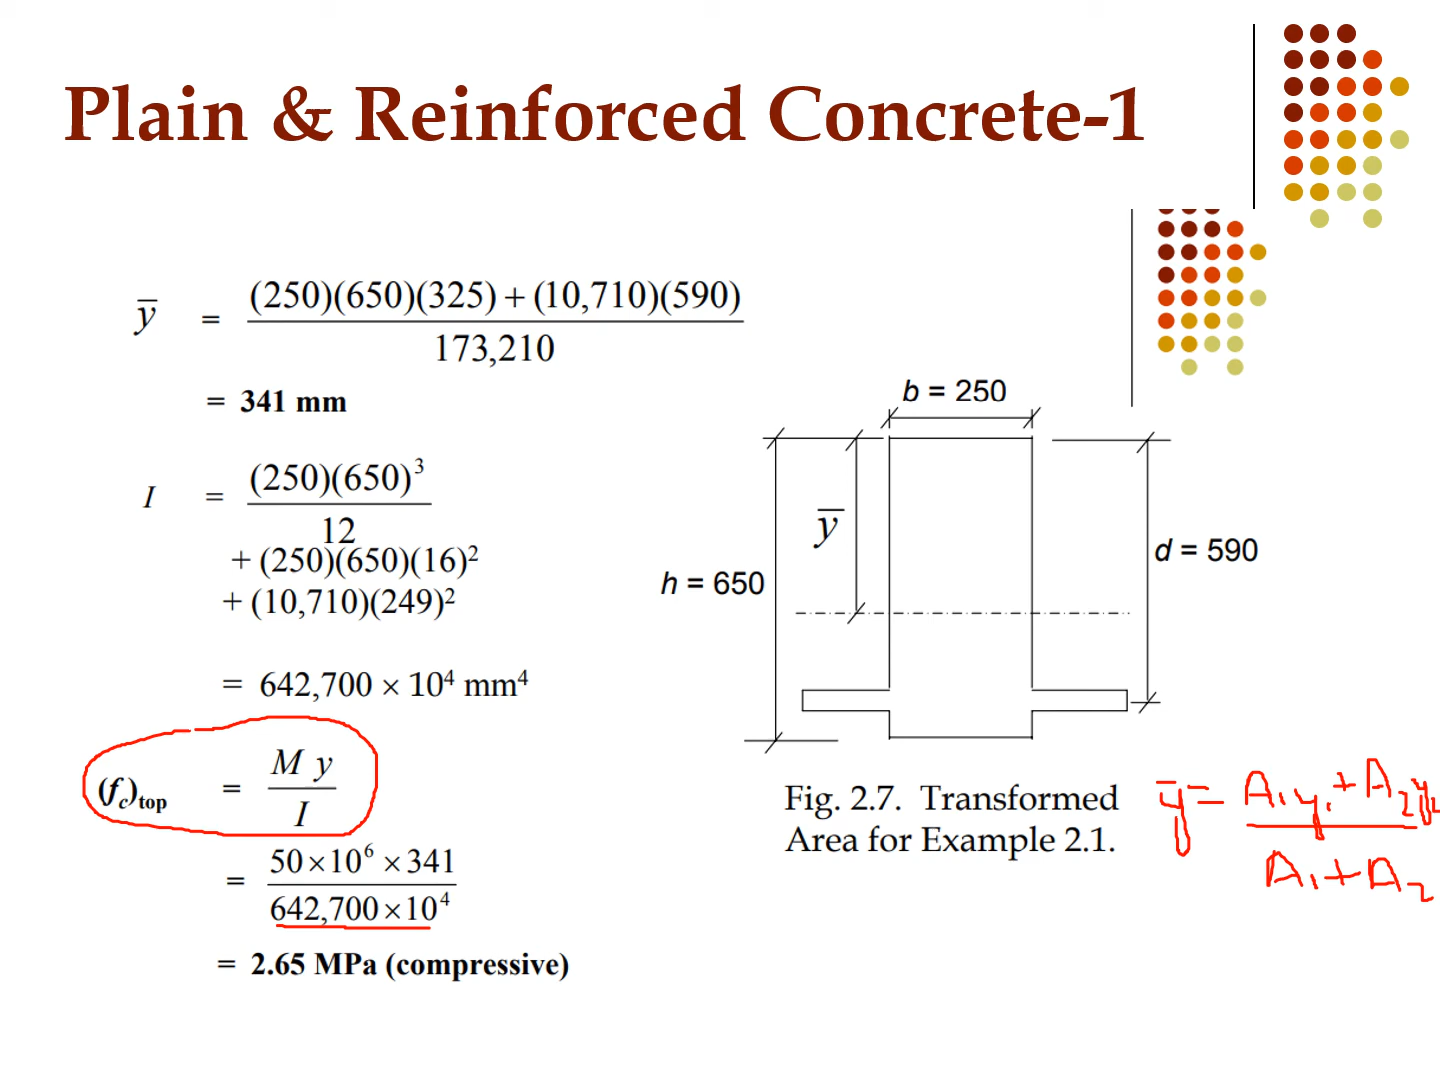 Plain & Reinforced Concrete-1
y̅ = (250)(650)(325) + (10,710)(590)
173,210
= 341 mm
I = (250)(650)³
12
+ (250)(650)(16)²
+ (10,710)(249)²
= 642,700 × 10⁴ mm⁴
(fc)top = M y
I
= 50×10⁶ ×341
642,700×10⁴
= 2.65 MPa (compressive)
b = 250
y̅
h = 650
d = 590
Fig. 2.7. Transformed
Area for Example 2.1.
y̅ = A₁y₁ + A₂y₂
A₁ + A₂